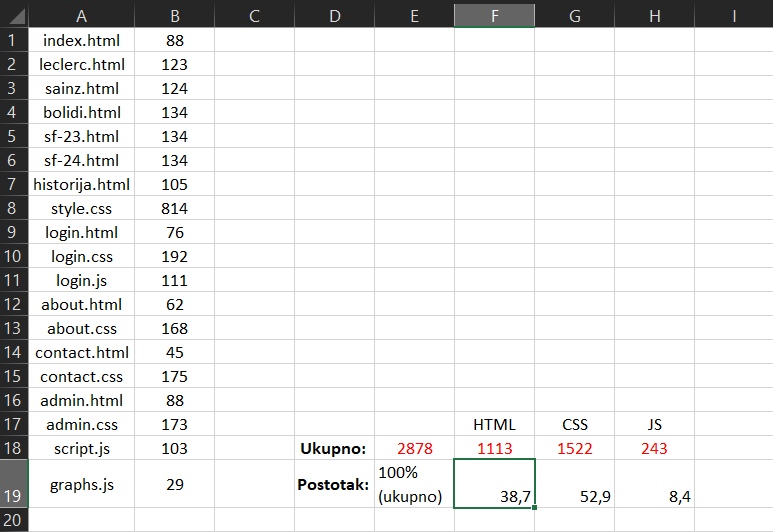 A B C D E F G H I
1 index.html 88
2 leclerc.html 123
3 sainz.html 124
4 bolidi.html 134
5 sf-23.html 134
6 sf-24.html 134
7 historija.html 105
8 style.css 814
9 login.html 76
10 login.css 192
11 login.js 111
12 about.html 62
13 about.css 168
14 contact.html 45
15 contact.css 175
16 admin.html 88
17 admin.css 173 HTML CSS JS
18 script.js 103 Ukupno: 2878 1113 1522 243
19 graphs.js 29 Postotak: 100%
(ukupno) 38,7 52,9 8,4
20